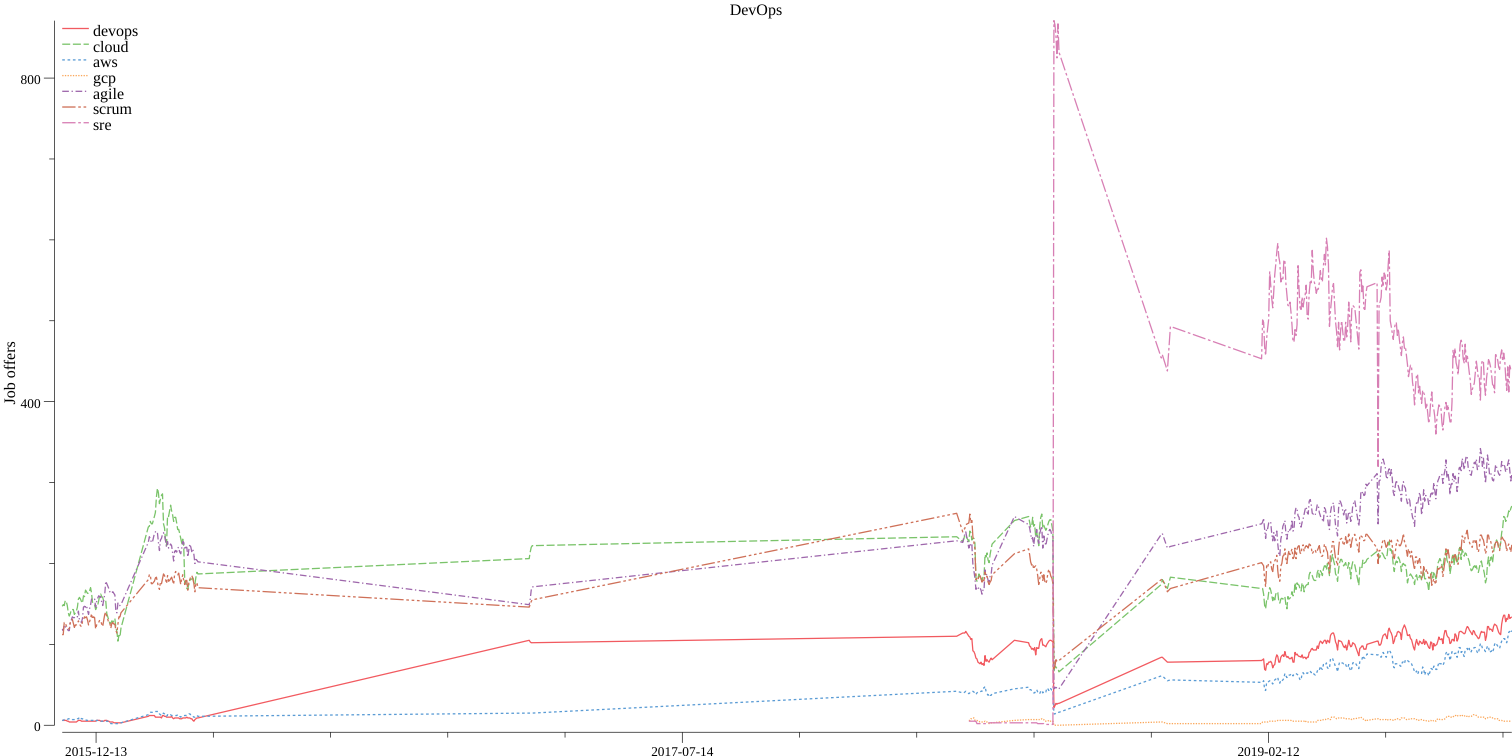 DevOps
devops
cloud
aws
gcp
agile
scrum
sre
800
400
0
Job offers
2015-12-13
2017-07-14
2019-02-12